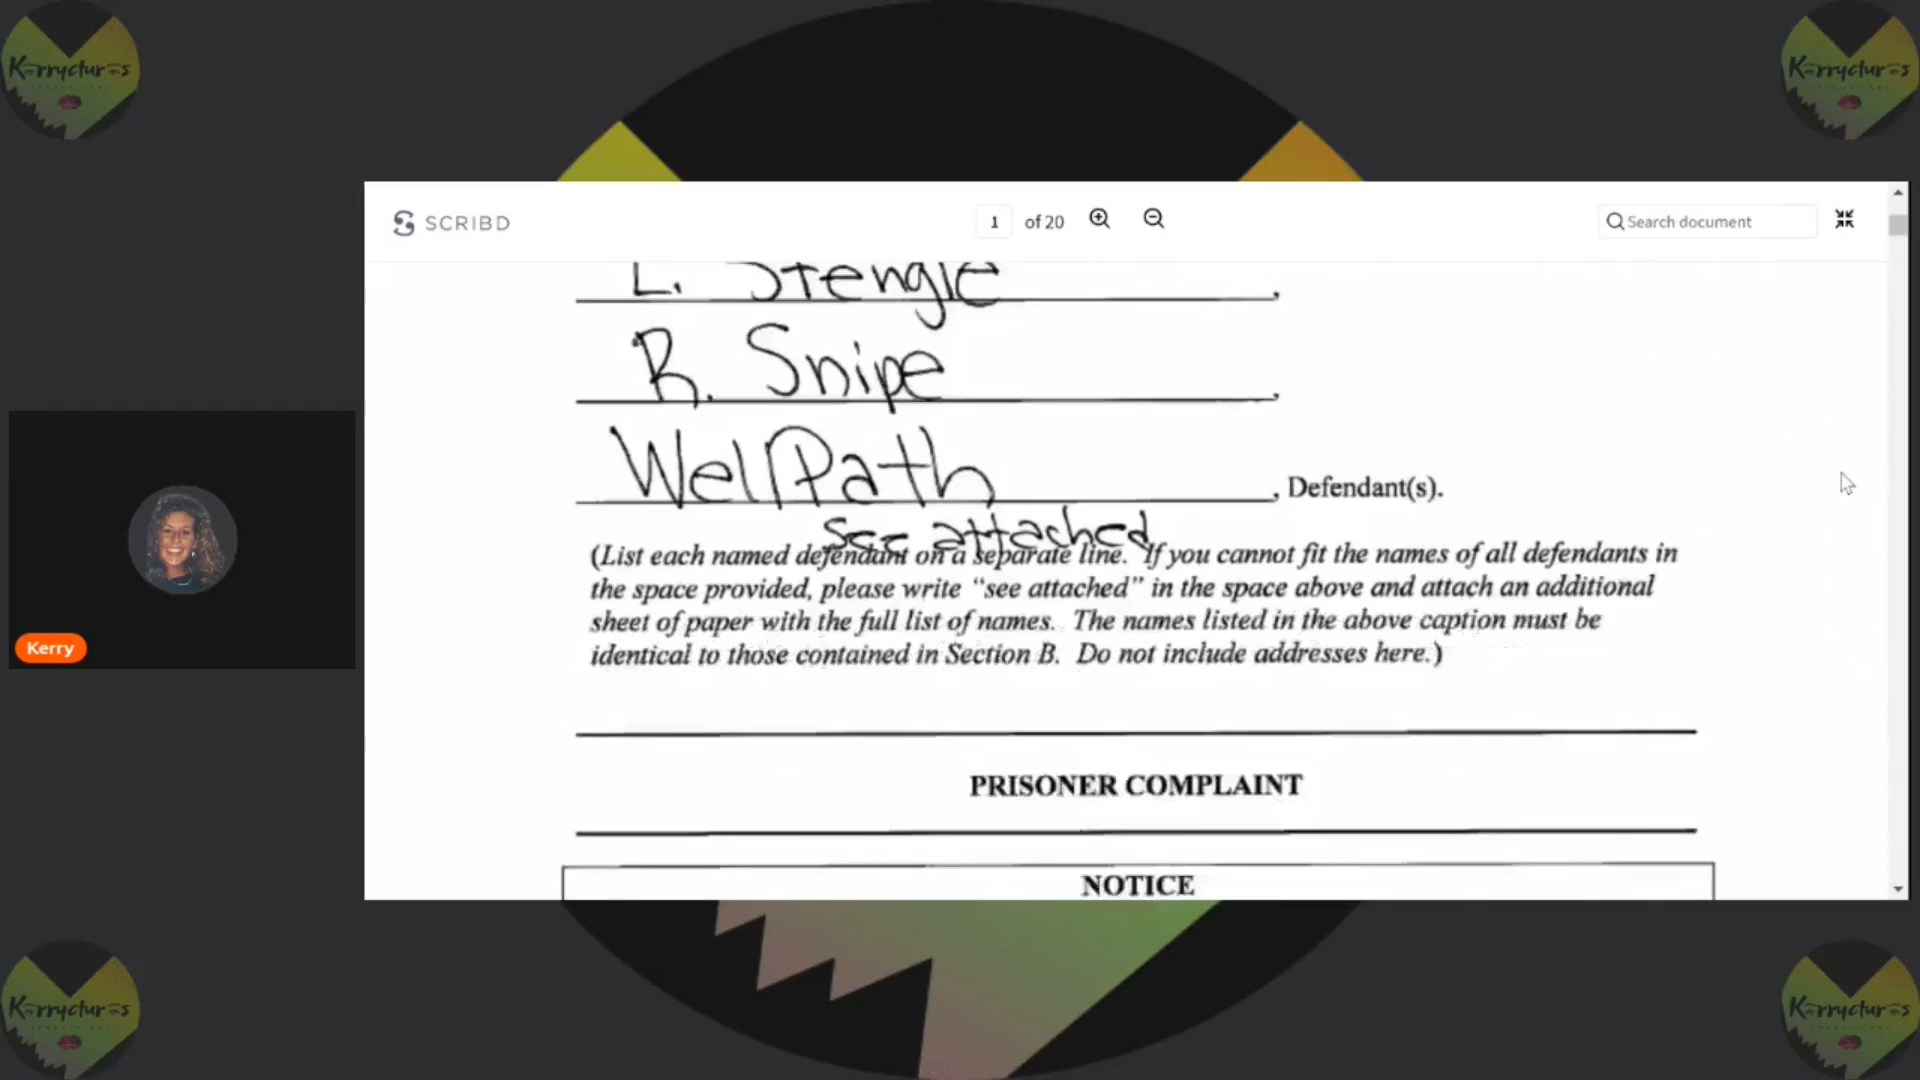 Kerryctures
Kerryctures
SCRIBD
1 of 20
Search document
L. Stengle,
R. Snipe,
WellPath, Defendant(s).
see attached
(List each named defendant on a separate line. If you cannot fit the names of all defendants in
the space provided, please write “see attached” in the space above and attach an additional
sheet of paper with the full list of names. The names listed in the above caption must be
identical to those contained in Section B. Do not include addresses here.)
PRISONER COMPLAINT
NOTICE
Kerry
Kerryctures
Kerryctures